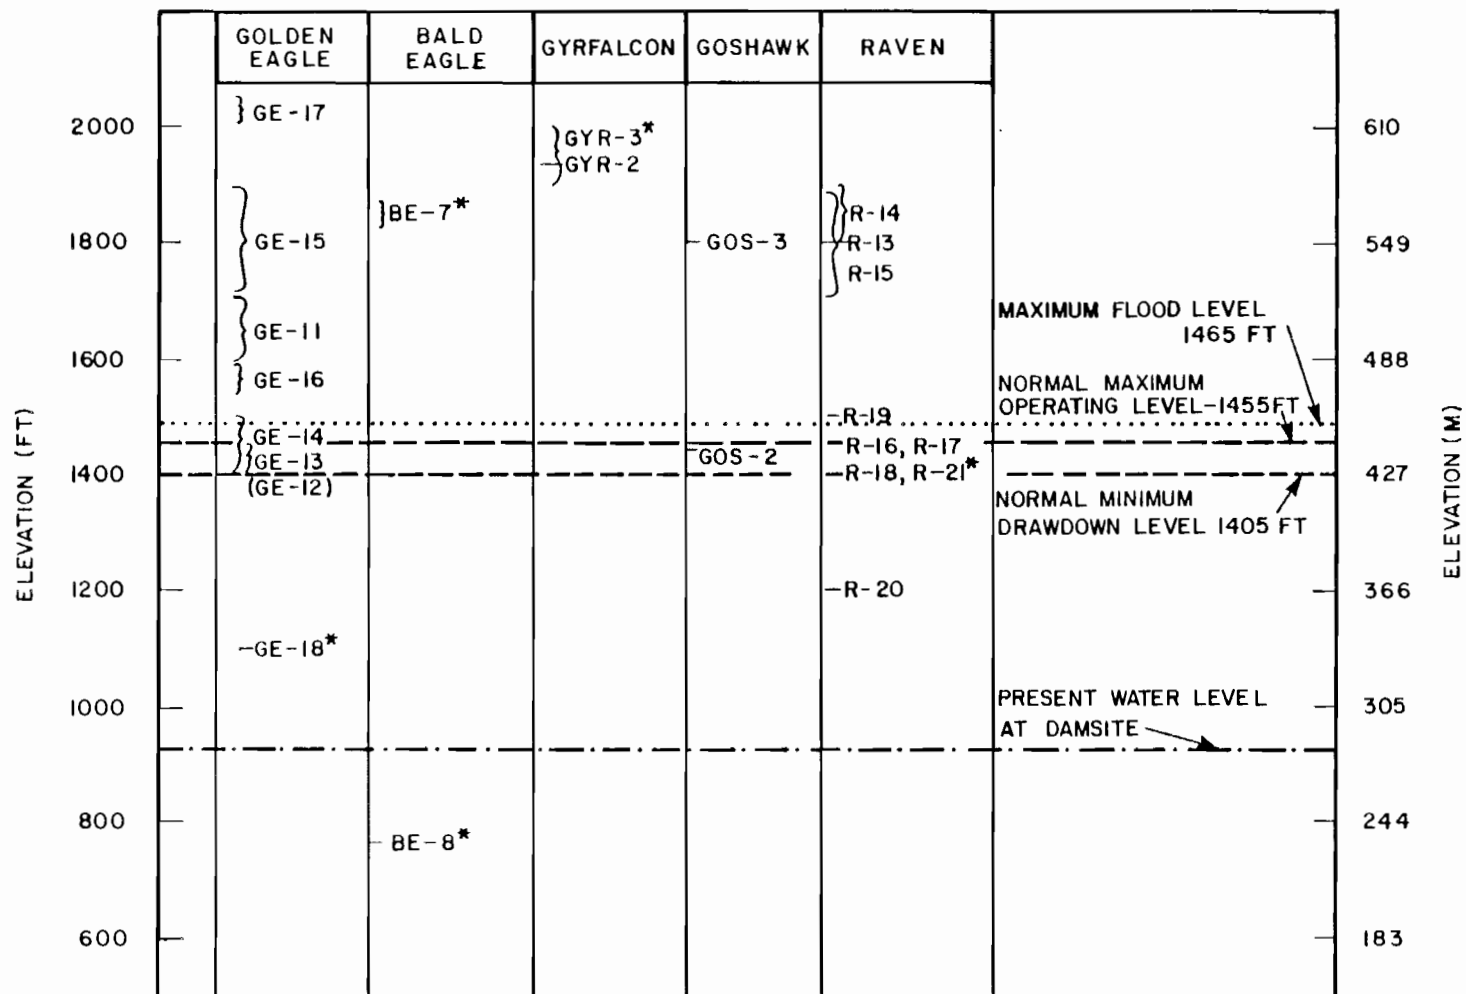 GOLDEN EAGLE
BALD EAGLE
GYRFALCON
GOSHAWK
RAVEN
ELEVATION (FT)
2000
1800
1600
1400
1200
1000
800
600
GE-17
GE-15
GE-11
GE-16
GE-14
GE-13
(GE-12)
GE-18*
BE-7*
BE-8*
GYR-3*
GYR-2
GOS-3
GOS-2
R-14
R-13
R-15
R-19
R-16, R-17
R-18, R-21*
R-20
MAXIMUM FLOOD LEVEL
1465 FT
NORMAL MAXIMUM
OPERATING LEVEL-1455FT
NORMAL MINIMUM
DRAWDOWN LEVEL 1405 FT
PRESENT WATER LEVEL
AT DAMSITE
610
549
488
427
366
305
244
183
ELEVATION (M)